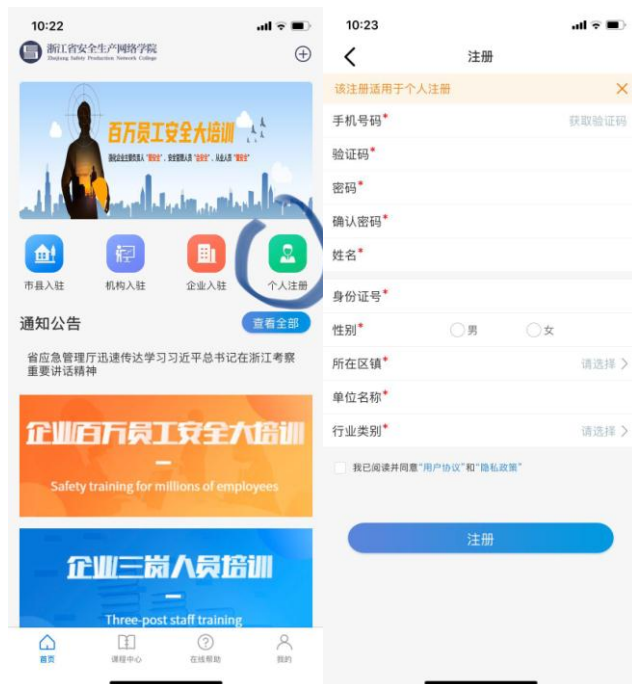 10:22
浙江省安全生产网络学院
Zhejiang Safety Production Network College
百万员工安全大培训
市县入驻
机构入驻
企业入驻
个人注册
通知公告
查看全部
省应急管理厅迅速传达学习习近平总书记在浙江考察
重要讲话精神
企业百万员工安全大培训
Safety training for millions of employees
企业三岗人员培训
Three-post staff training
首页
课程中心
在线帮助
我的
10:23
注册
该注册适用于个人注册
手机号码*
获取验证码
验证码*
密码*
确认密码*
姓名*
身份证号*
性别*
男
女
所在区镇*
请选择
单位名称*
行业类别*
请选择
我已阅读并同意“用户协议”和“隐私政策”
注册